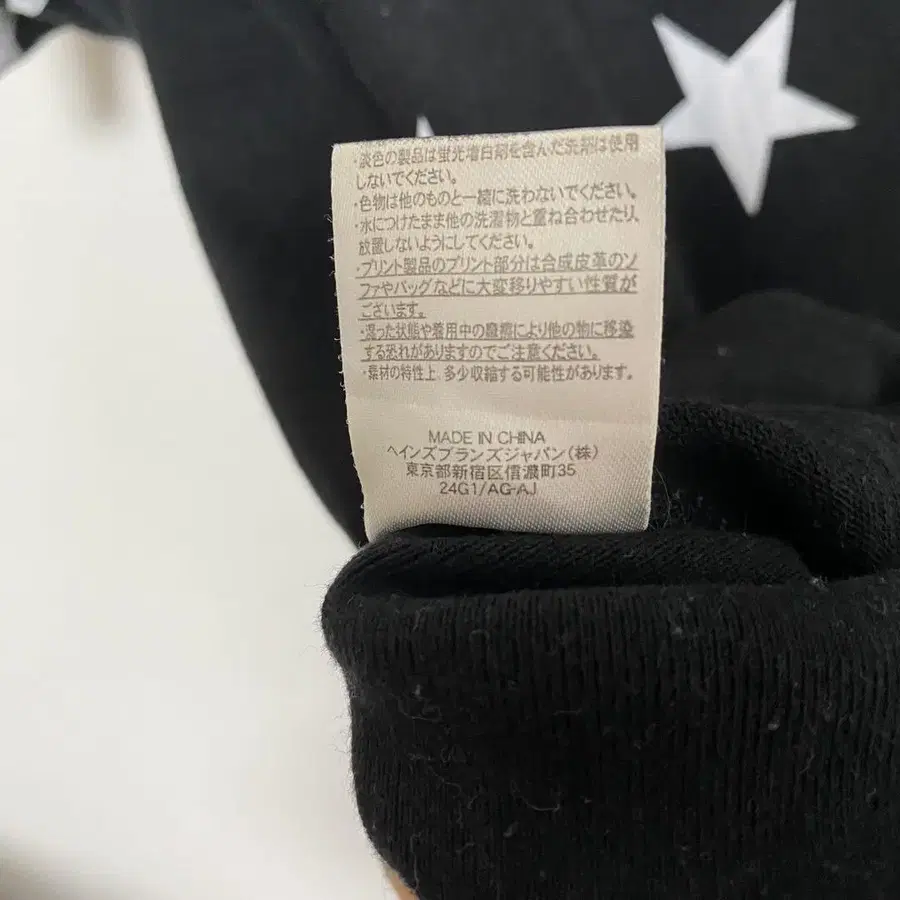 ・淡色の製品は蛍光増白剤を含んだ洗剤は使用
しないでください。
・色物は他のものと一緒に洗わないでください。
・水につけたまま他の洗濯物と重ね合わせたり、
放置しないようにしてください。
・プリント製品のプリント部分は合成皮革のソ
ファやバッグなどに大変移りやすい性質が
ございます。
・湿った状態や着用中の摩擦により他の物に移染
する恐れがありますのでご注意ください。
・素材の特性上、多少収縮する可能性があります。
MADE IN CHINA
ヘインズブランズジャパン(株)
東京都新宿区信濃町35
24G1/AG-AJ